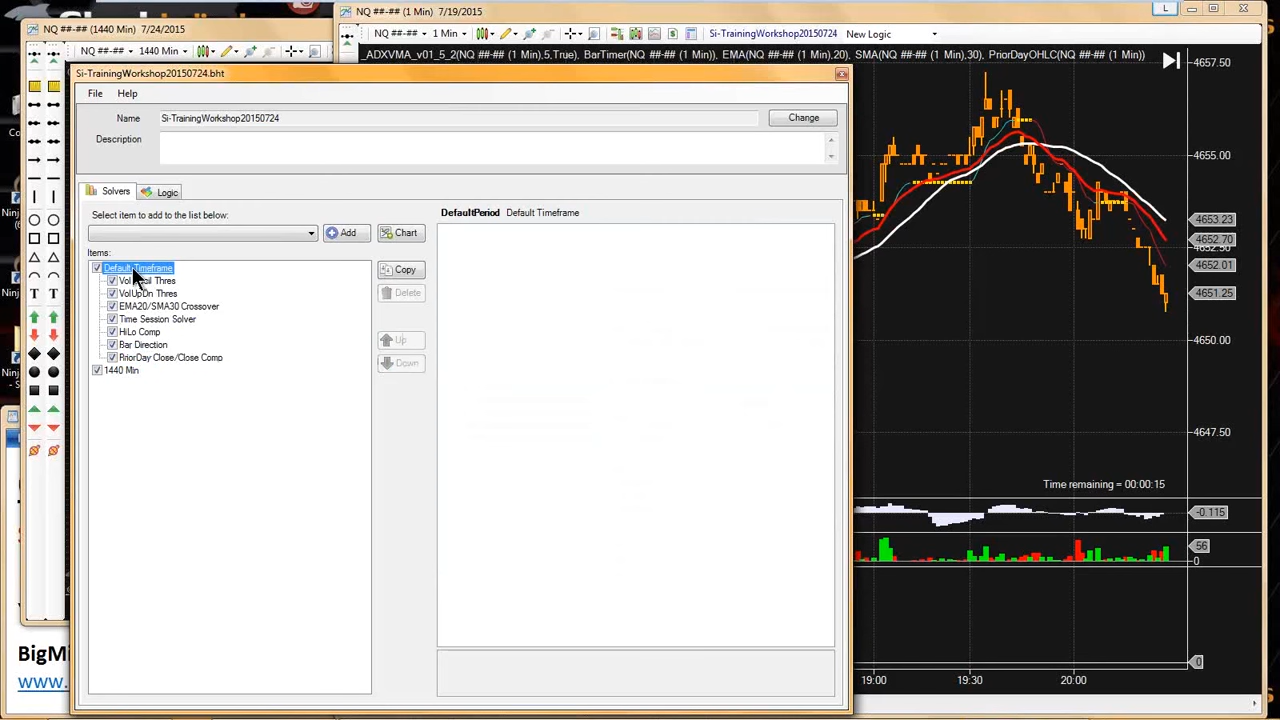 NQ ##-## (1 Min) 7/19/2015
L
NQ ##-## (1440 Min) 7/24/2015
NQ ##-##
1 Min
Si-TrainingWorkshop20150724
New Logic
NQ ##-##
1440 Min
_ADXVMA_v01_5_2(NQ ##-## (1 Min),5,True), BarTimer(NQ ##-## (1 Min)), EMA(NQ ##-## (1 Min),20), SMA(NQ ##-## (1 Min),30), PriorDayOHLC(NQ ##-## (1 Min))
Si-TrainingWorkshop20150724.bht
File
Help
Name
Si-TrainingWorkshop20150724
Change
Description
Solvers
Logic
Select item to add to the list below:
Add
Chart
DefaultPeriod Default Timeframe
Items:
Default Timeframe
Thres
VolUpDn Thres
EMA20/SMA30 Crossover
Time Session Solver
HiLo Comp
Bar Direction
PriorDay Close/Close Comp
1440 Min
Copy
Delete
Up
Down
4657.50
4655.00
4653.23
4652.70
4652.01
4651.25
4650.00
4647.50
Time remaining = 00:00:15
-0.115
56
0
0
19:00
19:30
20:00
T
T
BigMi
www.